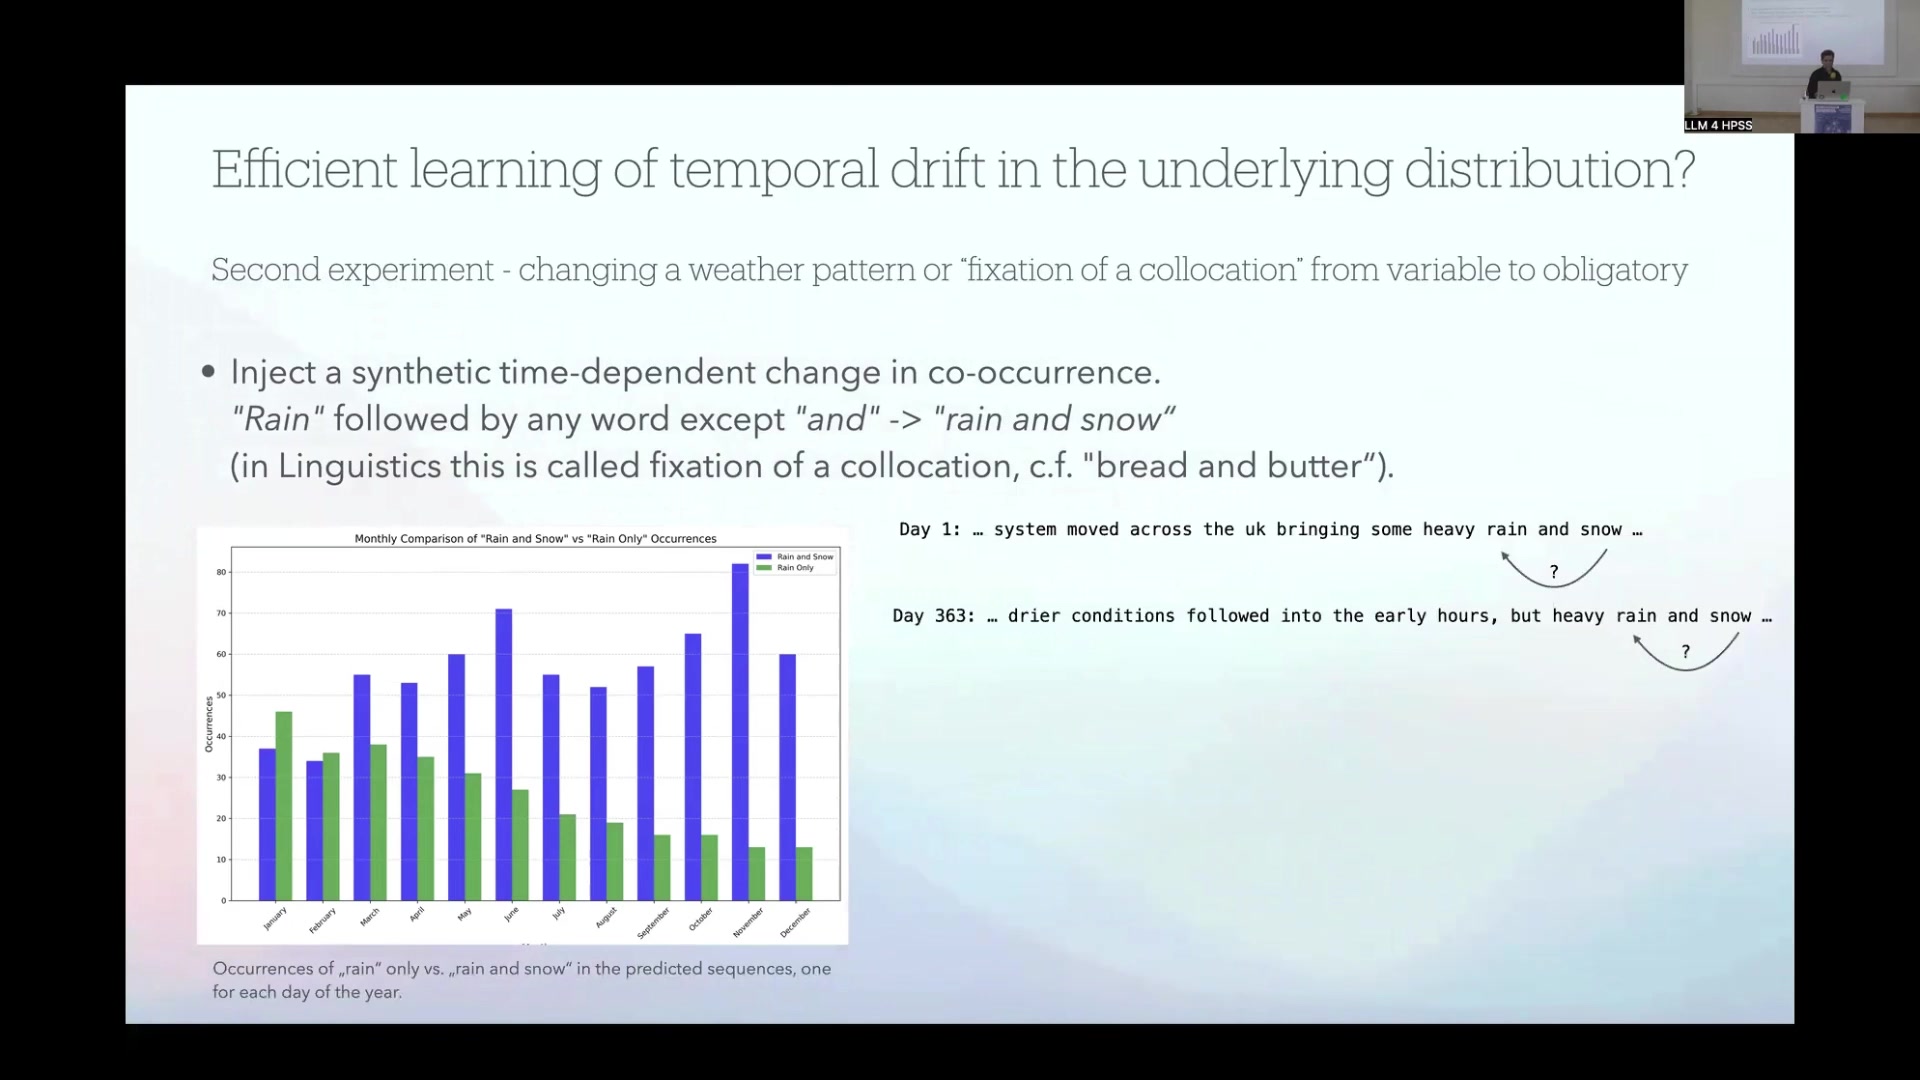 LLM 4 HPSS
Efficient learning of temporal drift in the underlying distribution?
Second experiment - changing a weather pattern or “fixation of a collocation” from variable to obligatory
• Inject a synthetic time-dependent change in co-occurrence.
"Rain" followed by any word except "and" -> "rain and snow“
(in Linguistics this is called fixation of a collocation, c.f. "bread and butter“).
Monthly Comparison of "Rain and Snow" vs "Rain Only" Occurrences
Rain and Snow
Rain Only
Occurrences
80
70
60
50
40
30
20
10
0
January
February
March
April
May
June
July
August
September
October
November
December
Occurrences of „rain“ only vs. „rain and snow“ in the predicted sequences, one
for each day of the year.
Day 1: … system moved across the uk bringing some heavy rain and snow …
?
Day 363: … drier conditions followed into the early hours, but heavy rain and snow …
?